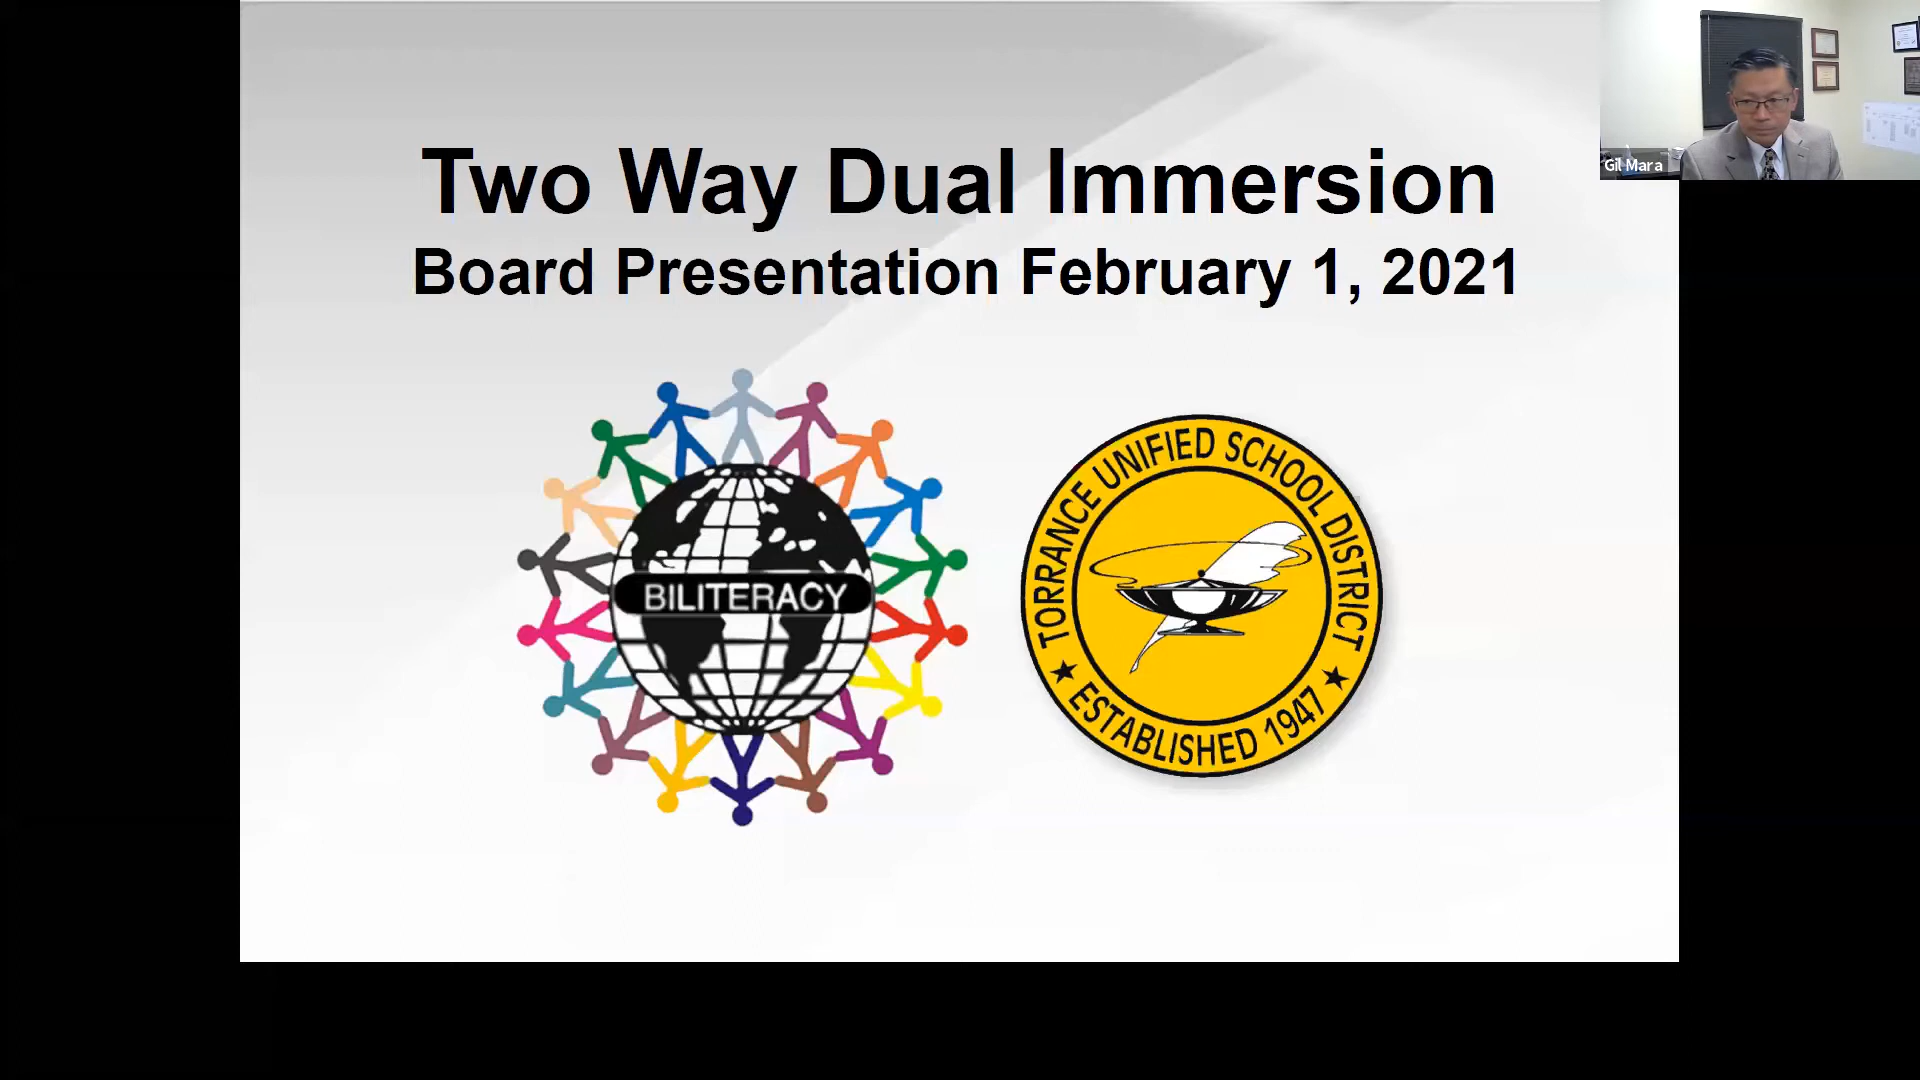 Two Way Dual Immersion
Board Presentation February 1, 2021
BILITERACY
TORRANCE UNIFIED SCHOOL DISTRICT
★ ESTABLISHED 1947 ★
Gil Mara